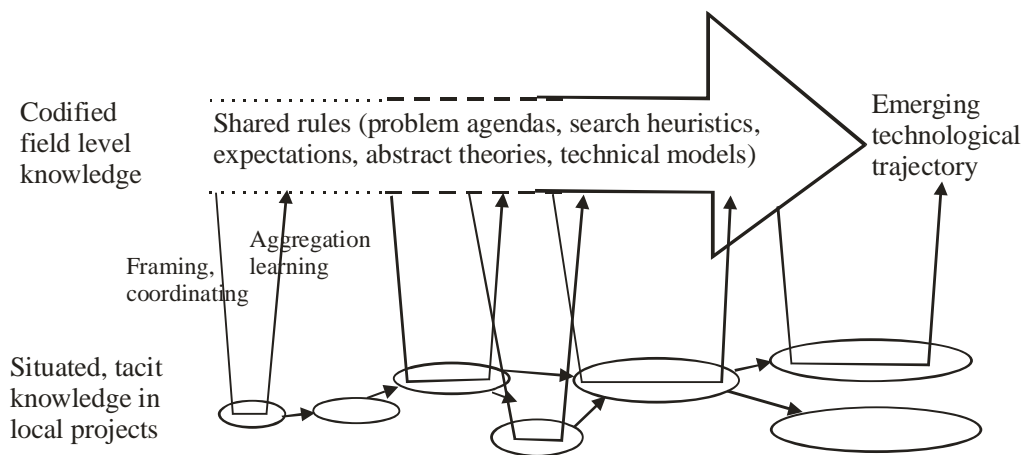 Codified
field level
knowledge
Shared rules (problem agendas, search heuristics,
expectations, abstract theories, technical models)
Emerging
technological
trajectory
Aggregation
learning
Framing,
coordinating
Situated, tacit
knowledge in
local projects